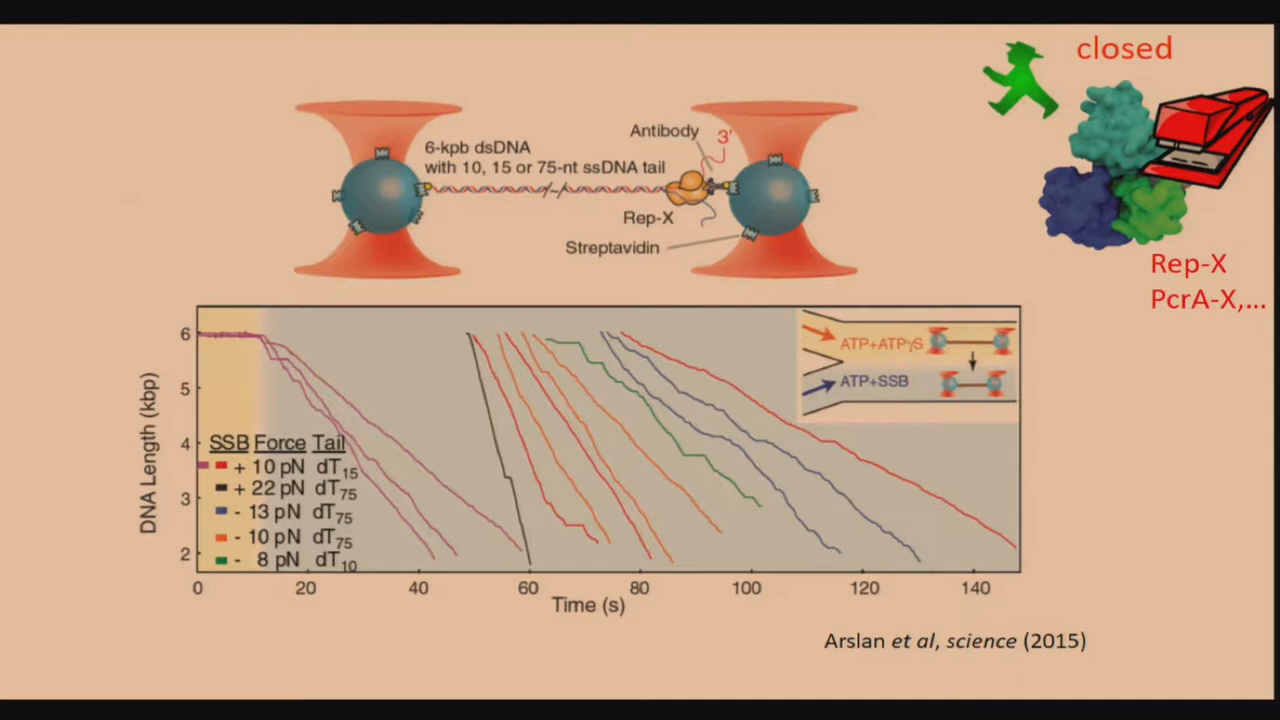 closed
Antibody
3′
6-kpb dsDNA
with 10, 15 or 75-nt ssDNA tail
Rep-X
Streptavidin
Rep-X
PcrA-X,...
DNA Length (kbp)
6
5
4
3
2
SSB Force Tail
+ 10 pN dT15
+ 22 pN dT75
- 13 pN dT75
- 10 pN dT75
- 8 pN dT10
ATP+ATPγS
ATP+SSB
0 20 40 60 80 100 120 140
Time (s)
Arslan et al, science (2015)